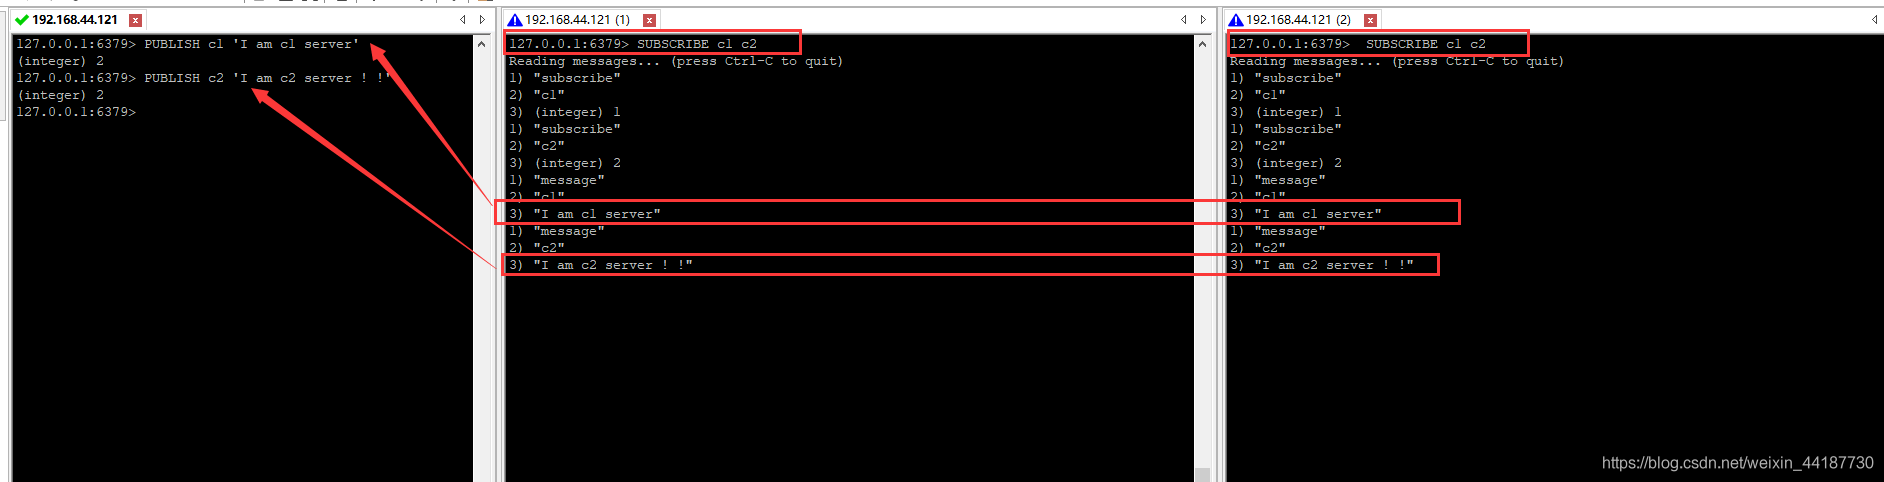 192.168.44.121
127.0.0.1:6379> PUBLISH c1 'I am c1 server'
(integer) 2
127.0.0.1:6379> PUBLISH c2 'I am c2 server ! !'
(integer) 2
127.0.0.1:6379>
192.168.44.121 (1)
127.0.0.1:6379> SUBSCRIBE c1 c2
Reading messages... (press Ctrl-C to quit)
1) "subscribe"
2) "c1"
3) (integer) 1
1) "subscribe"
2) "c2"
3) (integer) 2
1) "message"
2) "c1"
3) "I am c1 server"
1) "message"
2) "c2"
3) "I am c2 server ! !"
192.168.44.121 (2)
127.0.0.1:6379>  SUBSCRIBE c1 c2
Reading messages... (press Ctrl-C to quit)
1) "subscribe"
2) "c1"
3) (integer) 1
1) "subscribe"
2) "c2"
3) (integer) 2
1) "message"
2) "c1"
3) "I am c1 server"
1) "message"
2) "c2"
3) "I am c2 server ! !"
https://blog.csdn.net/weixin_44187730